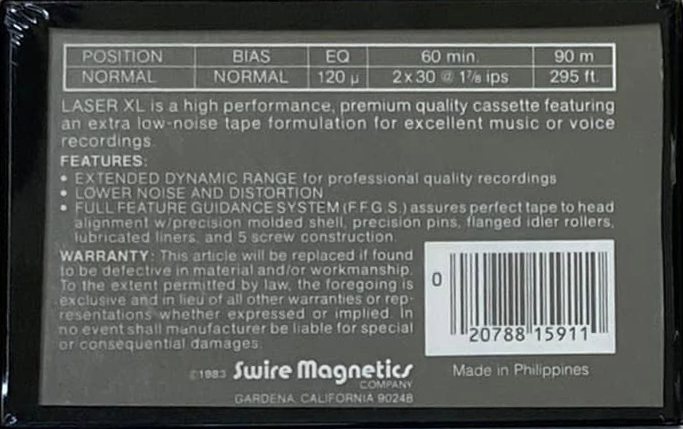 POSITION BIAS EQ 60 min. 90 m
NORMAL NORMAL 120 µ 2x30 @ 1⅞ ips 295 ft.
LASER XL is a high performance, premium quality cassette featuring
an extra low-noise tape formulation for excellent music or voice
recordings.
FEATURES:
• EXTENDED DYNAMIC RANGE for professional quality recordings
• LOWER NOISE AND DISTORTION
• FULL FEATURE GUIDANCE SYSTEM (F.F.G.S.) assures perfect tape to head
alignment w/precision molded shell, precision pins, flanged idler rollers,
lubricated liners, and 5 screw construction.
WARRANTY: This article will be replaced if found
to be defective in material and/or workmanship.
To the extent permitted by law, the foregoing is
exclusive and in lieu of all other warranties or rep-
resentations whether expressed or implied. In
no event shall manufacturer be liable for special
or consequential damages.
0 20788 15911
©1983 Swire Magnetics
COMPANY
GARDENA, CALIFORNIA 90248
Made in Philippines